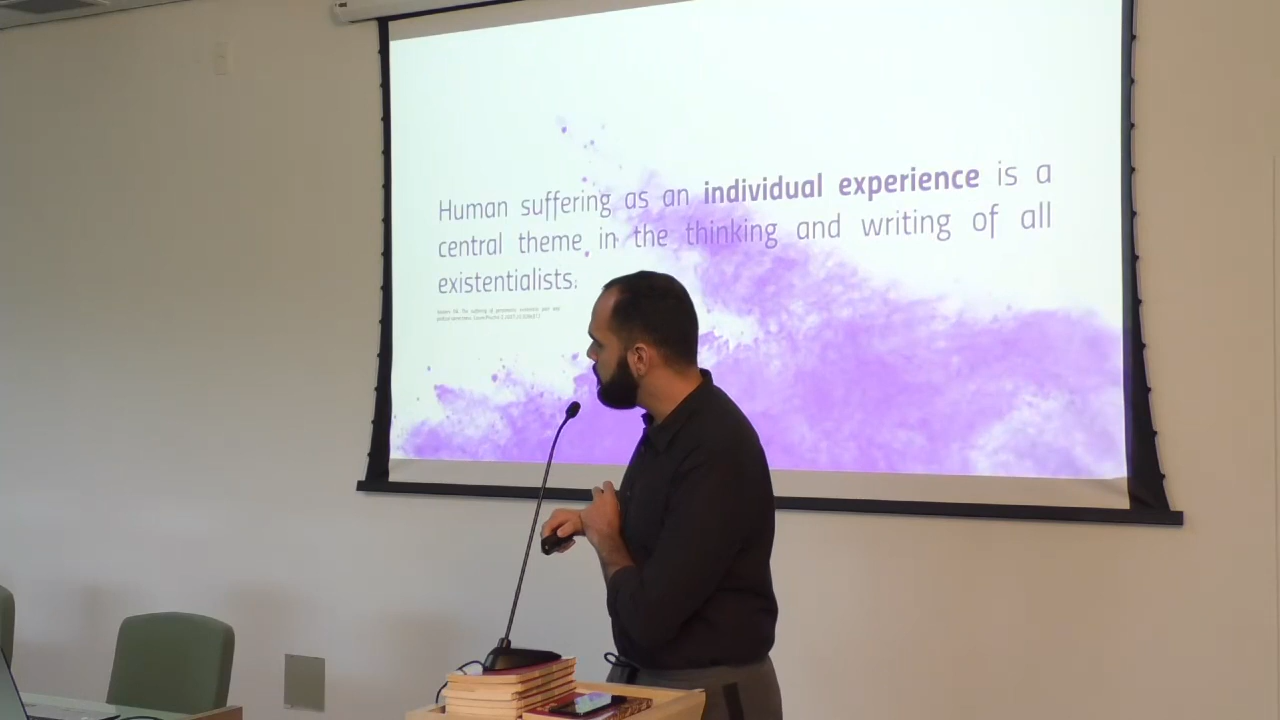 Human suffering as an individual experience is a
central theme in the thinking and writing of all
existentialists.